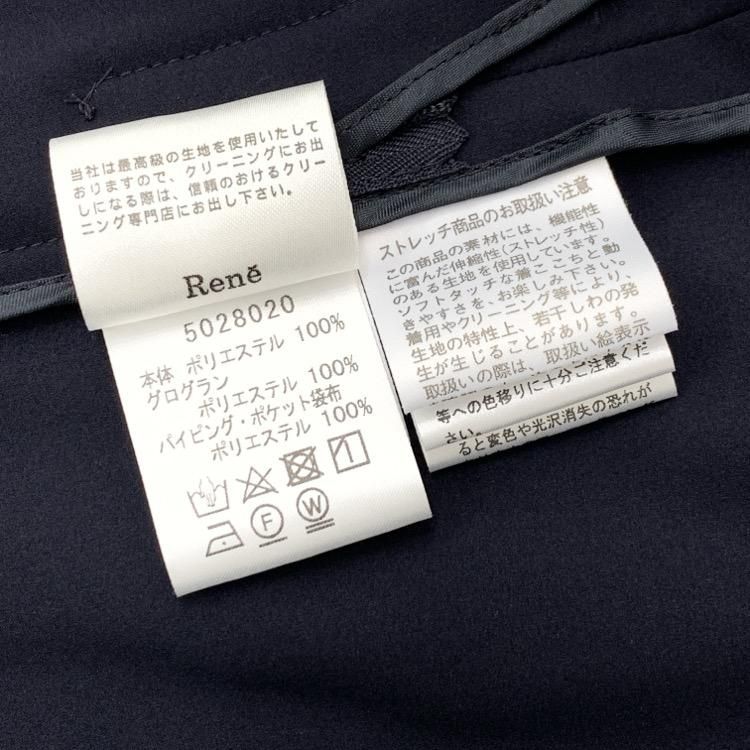 当社は最高級の生地を使用いたして
おりますので、クリーニングにお出
しになる際は、信頼のおけるクリー
ニング専門店にお出し下さい。
René
5028020
本体 ポリエステル 100%
グログラン
ポリエステル 100%
パイピング・ポケット袋布
ポリエステル 100%
F
W
ストレッチ商品のお取扱い注意
この商品の素材には、機能性
に富んだ伸縮性(ストレッチ性)
のある生地を使用しています。
ソフトタッチな着ごこちと動
きやすさを、お楽しみ下さい。
着用やクリーニング等により、
生地の特性上、若干しわの発
生が生じることがあります。
取扱いの際は、取扱い絵表示
等への色移りに十分ご注意くだ
さい。
ると変色や光沢消失の恐れが